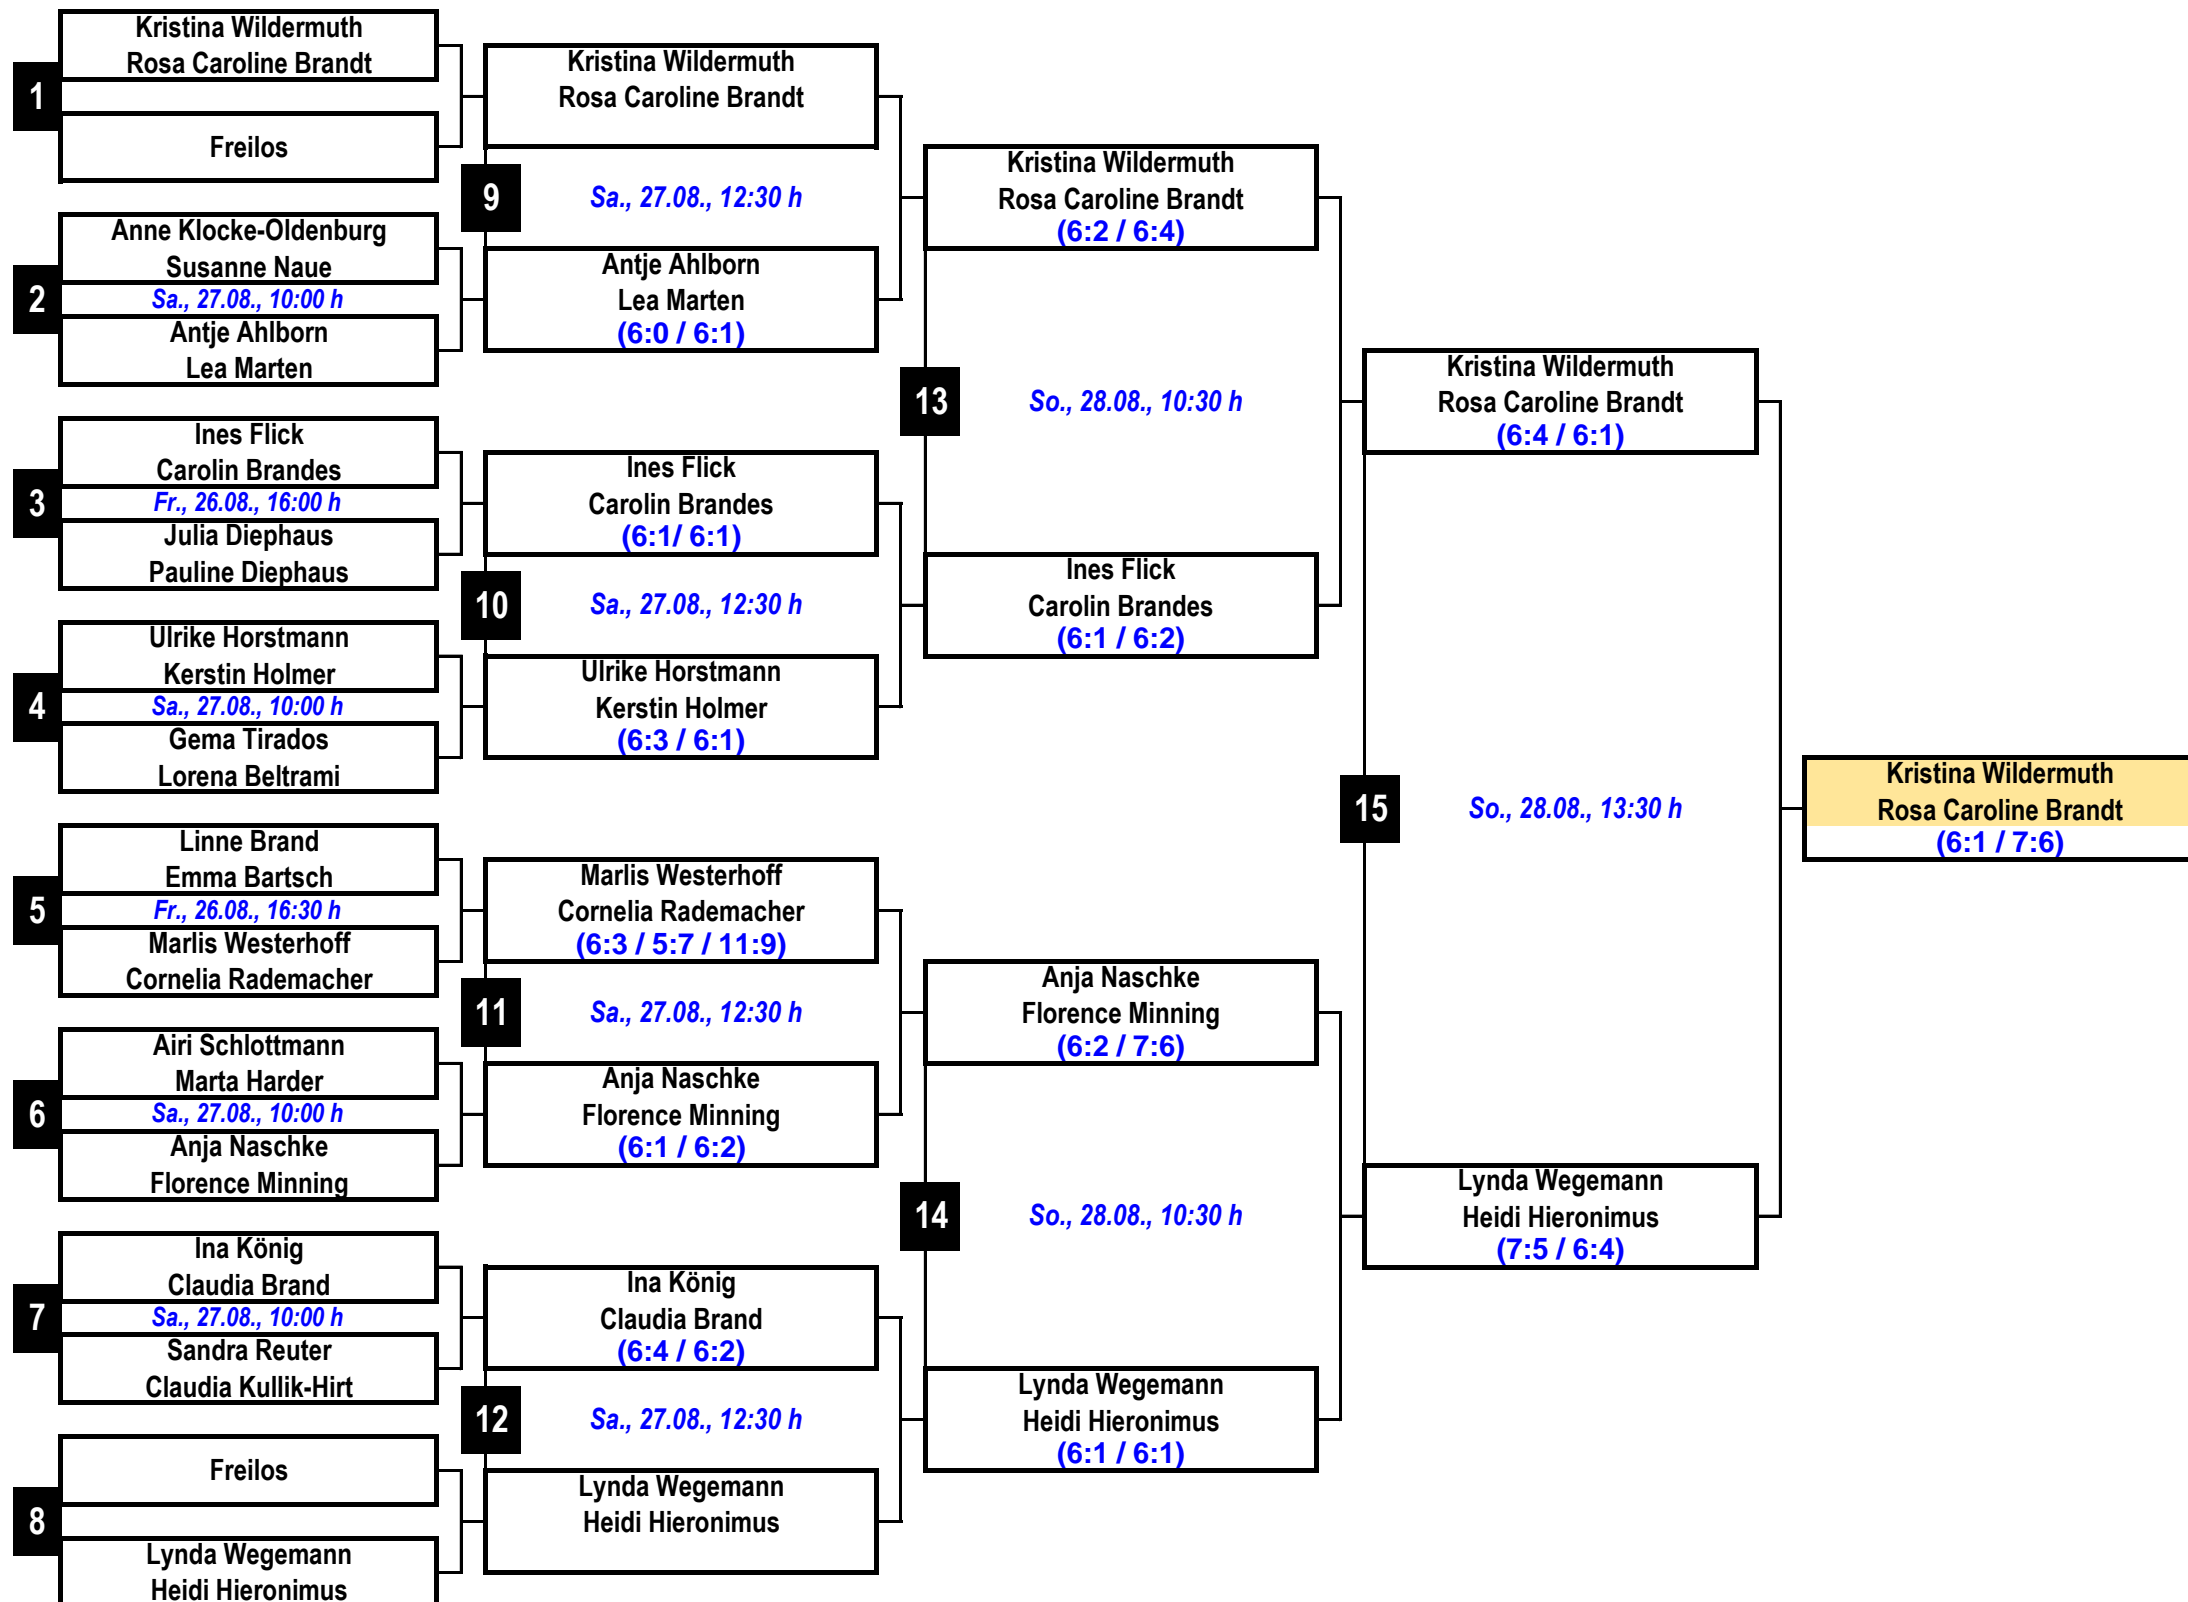 Kristina Wildermuth
Rosa Caroline Brandt
1
Freilos
Anne Klocke-Oldenburg
Susanne Naue
2
Sa., 27.08., 10:00 h
Antje Ahlborn
Lea Marten
Ines Flick
Carolin Brandes
3
Fr., 26.08., 16:00 h
Julia Diephaus
Pauline Diephaus
Ulrike Horstmann
Kerstin Holmer
4
Sa., 27.08., 10:00 h
Gema Tirados
Lorena Beltrami
Linne Brand
Emma Bartsch
5
Fr., 26.08., 16:30 h
Marlis Westerhoff
Cornelia Rademacher
Airi Schlottmann
Marta Harder
6
Sa., 27.08., 10:00 h
Anja Naschke
Florence Minning
Ina König
Claudia Brand
7
Sa., 27.08., 10:00 h
Sandra Reuter
Claudia Kullik-Hirt
Freilos
8
Lynda Wegemann
Heidi Hieronimus
Kristina Wildermuth
Rosa Caroline Brandt
9
Sa., 27.08., 12:30 h
Antje Ahlborn
Lea Marten
(6:0 / 6:1)
Ines Flick
Carolin Brandes
(6:1/ 6:1)
10
Sa., 27.08., 12:30 h
Ulrike Horstmann
Kerstin Holmer
(6:3 / 6:1)
Marlis Westerhoff
Cornelia Rademacher
(6:3 / 5:7 / 11:9)
11
Sa., 27.08., 12:30 h
Anja Naschke
Florence Minning
(6:1 / 6:2)
Ina König
Claudia Brand
(6:4 / 6:2)
12
Sa., 27.08., 12:30 h
Lynda Wegemann
Heidi Hieronimus
Kristina Wildermuth
Rosa Caroline Brandt
(6:2 / 6:4)
13
So., 28.08., 10:30 h
Ines Flick
Carolin Brandes
(6:1 / 6:2)
Anja Naschke
Florence Minning
(6:2 / 7:6)
14
So., 28.08., 10:30 h
Lynda Wegemann
Heidi Hieronimus
(6:1 / 6:1)
Kristina Wildermuth
Rosa Caroline Brandt
(6:4 / 6:1)
15
So., 28.08., 13:30 h
Lynda Wegemann
Heidi Hieronimus
(7:5 / 6:4)
Kristina Wildermuth
Rosa Caroline Brandt
(6:1 / 7:6)